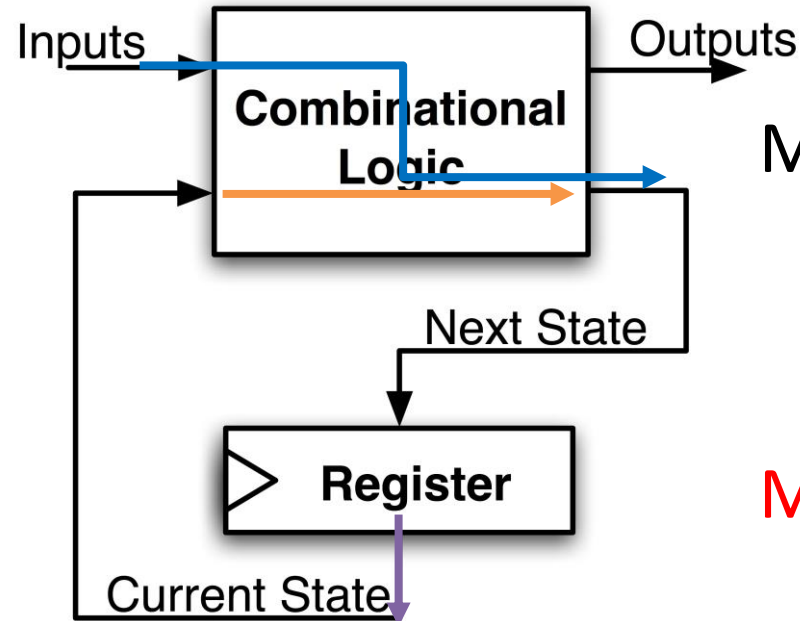 Inputs
Outputs
Combinational
Logic
M
Next State
Register
M
Current State